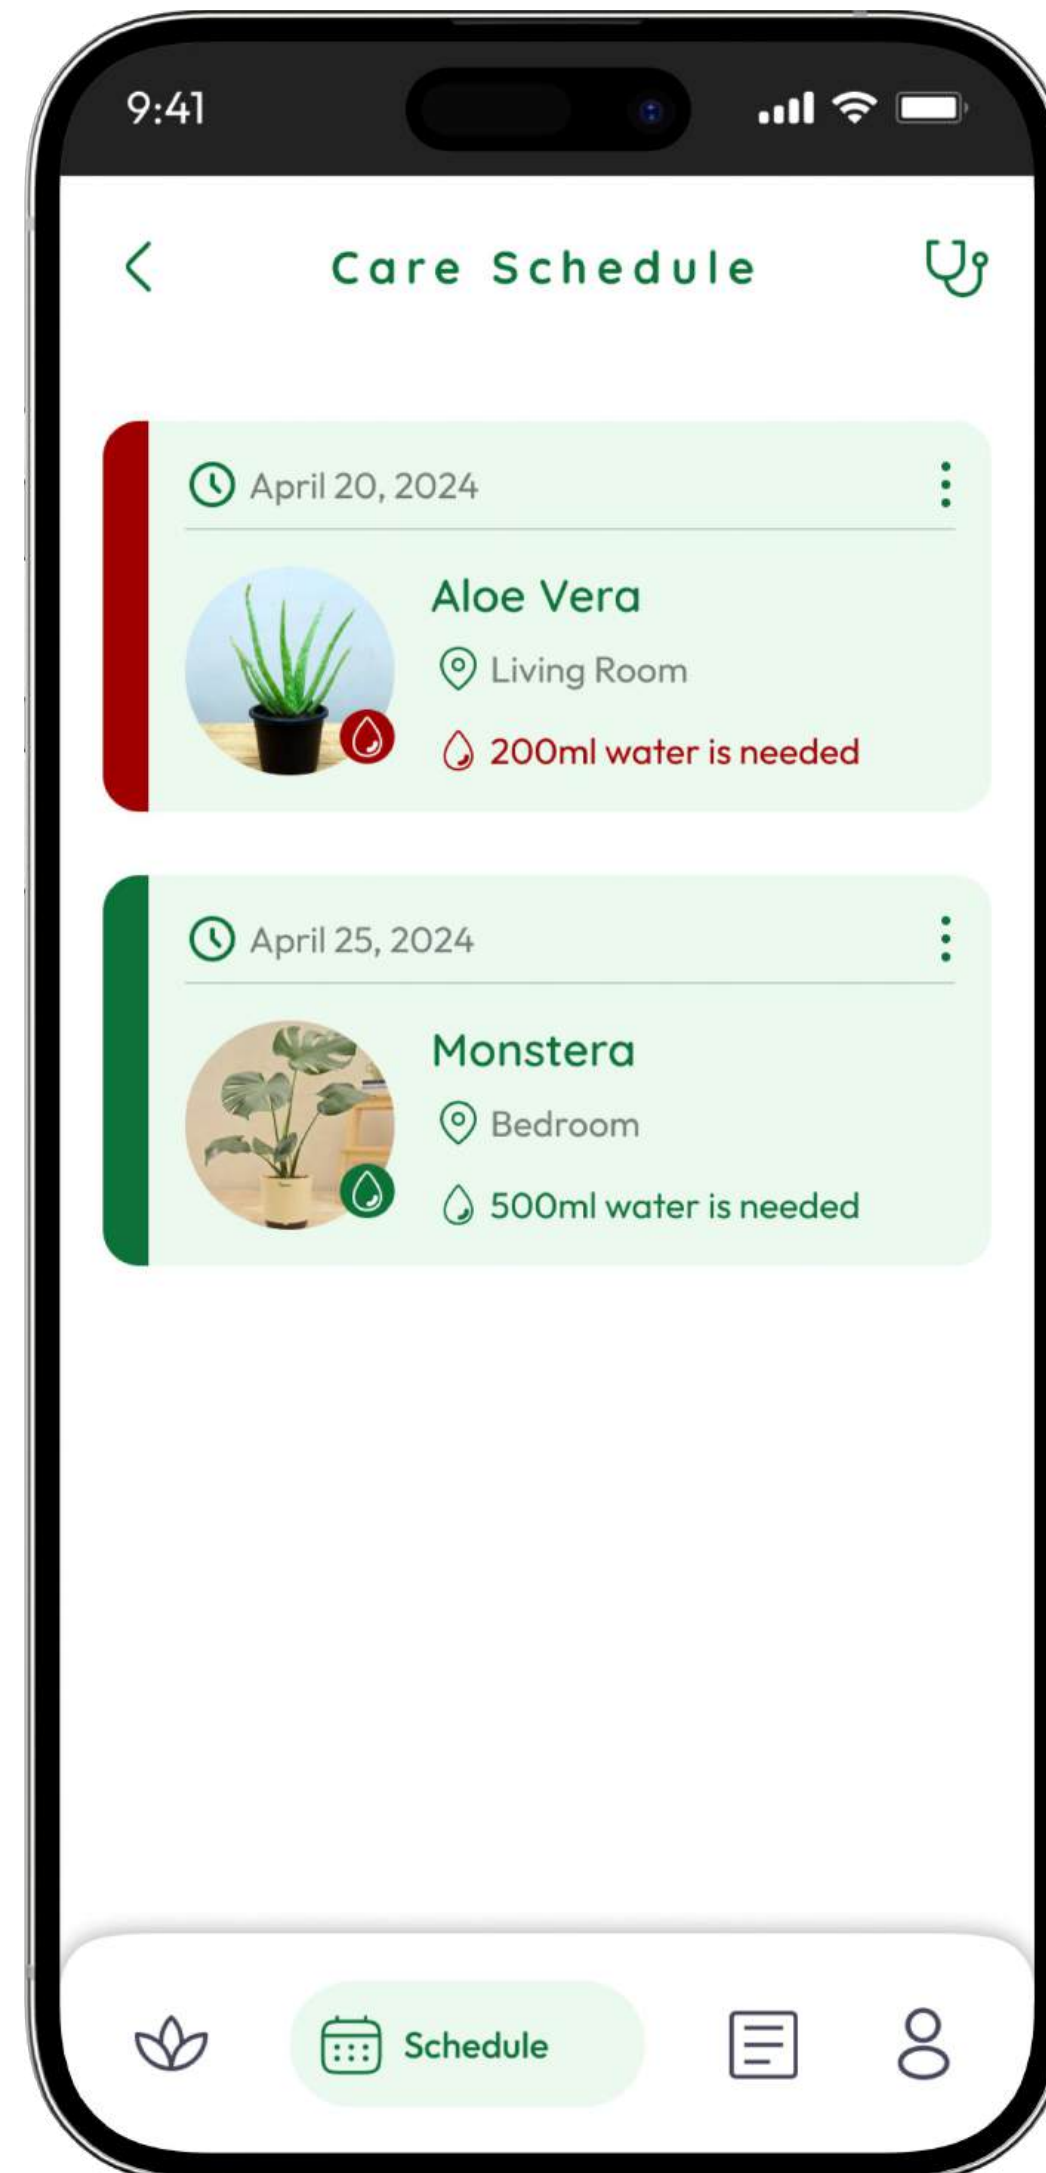 9:41
Care Schedule
April 20, 2024
Aloe Vera
Living Room
200ml water is needed
April 25, 2024
Monstera
Bedroom
500ml water is needed
Schedule